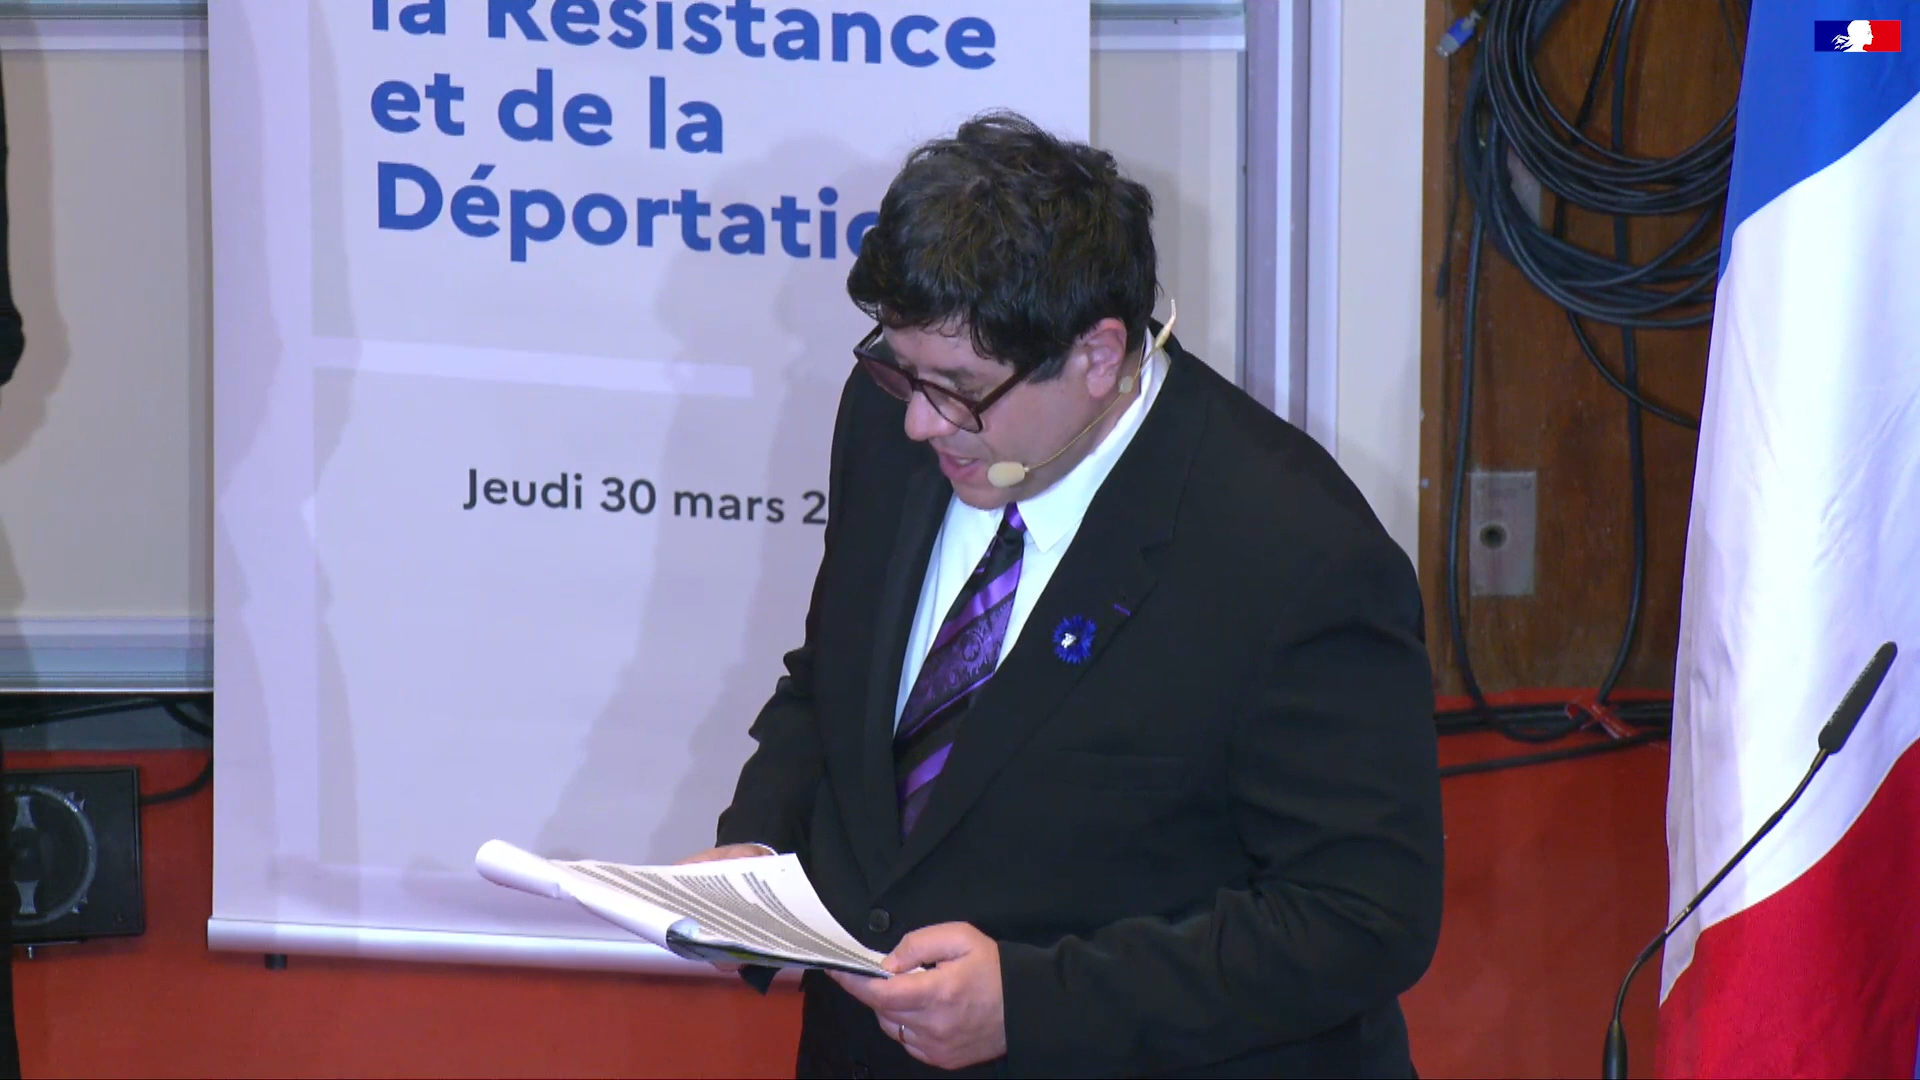 la Résistance
et de la
Déportatio
Jeudi 30 mars 2